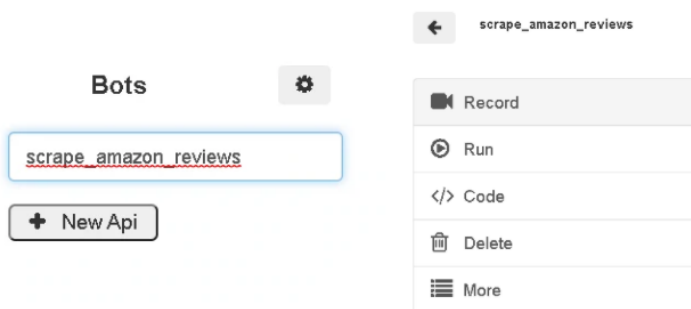 Bots
scrape_amazon_reviews
New Api
scrape_amazon_reviews
Record
Run
</> Code
Delete
More